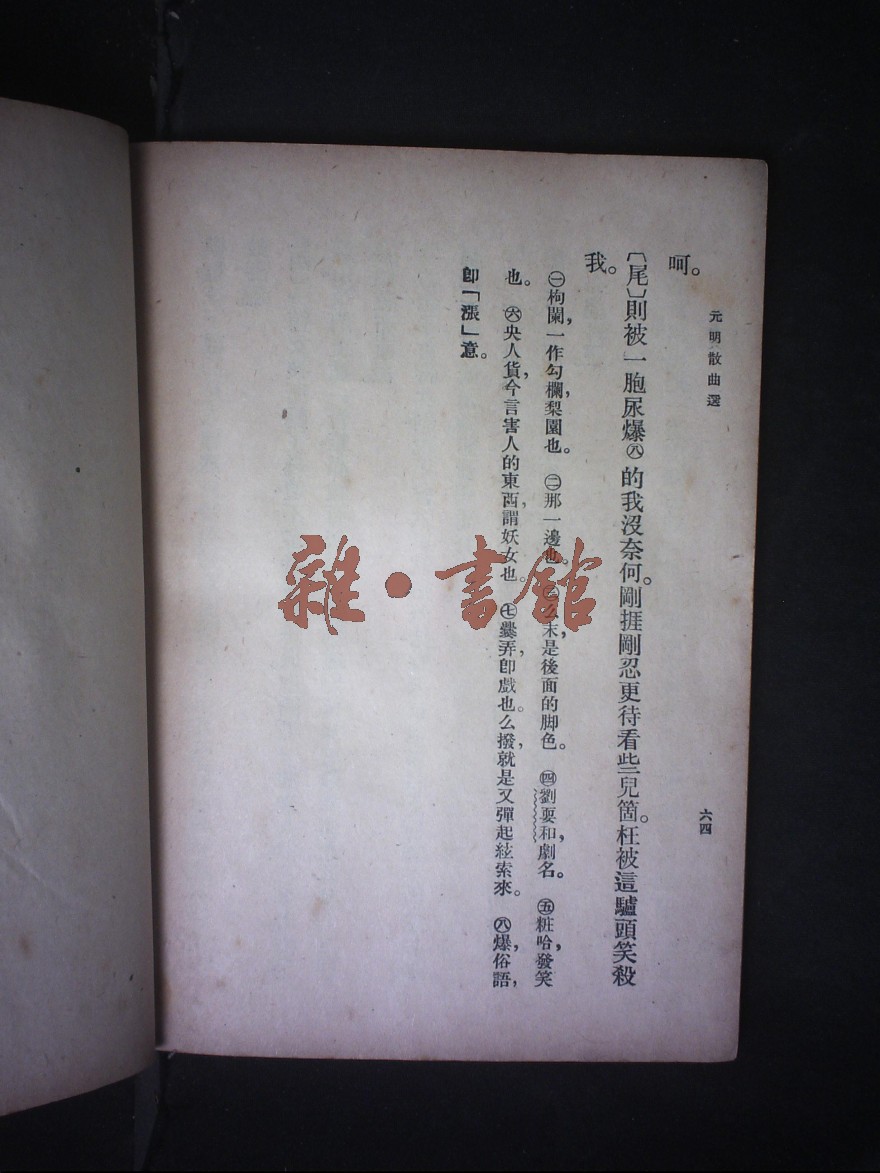 元明散曲選
六四
呵。
〔尾〕則被一胞尿爆㈧的我沒奈何。剛捱剛忍更待看些兒箇。枉被這驢頭笑殺
我。
㊀枸闌，一作勾欄，梨園也。㊁那一邊也。㊂么末，是後面的脚色。㊃劉耍和，劇名。㊄粧哈，發笑
也。㊅央人貨，今言害人的東西，謂妖女也。㊆爨弄，卽戲也。么撥，就是又彈起絃索來。㊇爆，俗語，
卽「漲」意。
雜·書館